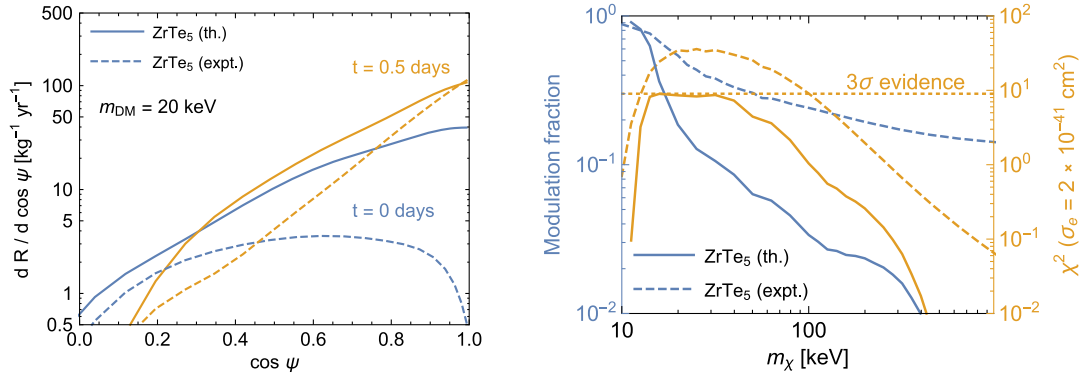 500
100
50
10
5
1
0.5
d R / d cos ψ [kg⁻¹ yr⁻¹]
ZrTe₅ (th.)
ZrTe₅ (expt.)
t = 0.5 days
m_DM = 20 keV
t = 0 days
0.0 0.2 0.4 0.6 0.8 1.0
cos ψ
10⁰
10⁻¹
10⁻²
Modulation fraction
3σ evidence
ZrTe₅ (th.)
ZrTe₅ (expt.)
10²
10¹
10⁰
10⁻¹
10⁻²
χ² (σₑ = 2 * 10⁻⁴¹ cm²)
10 100
m_χ [keV]